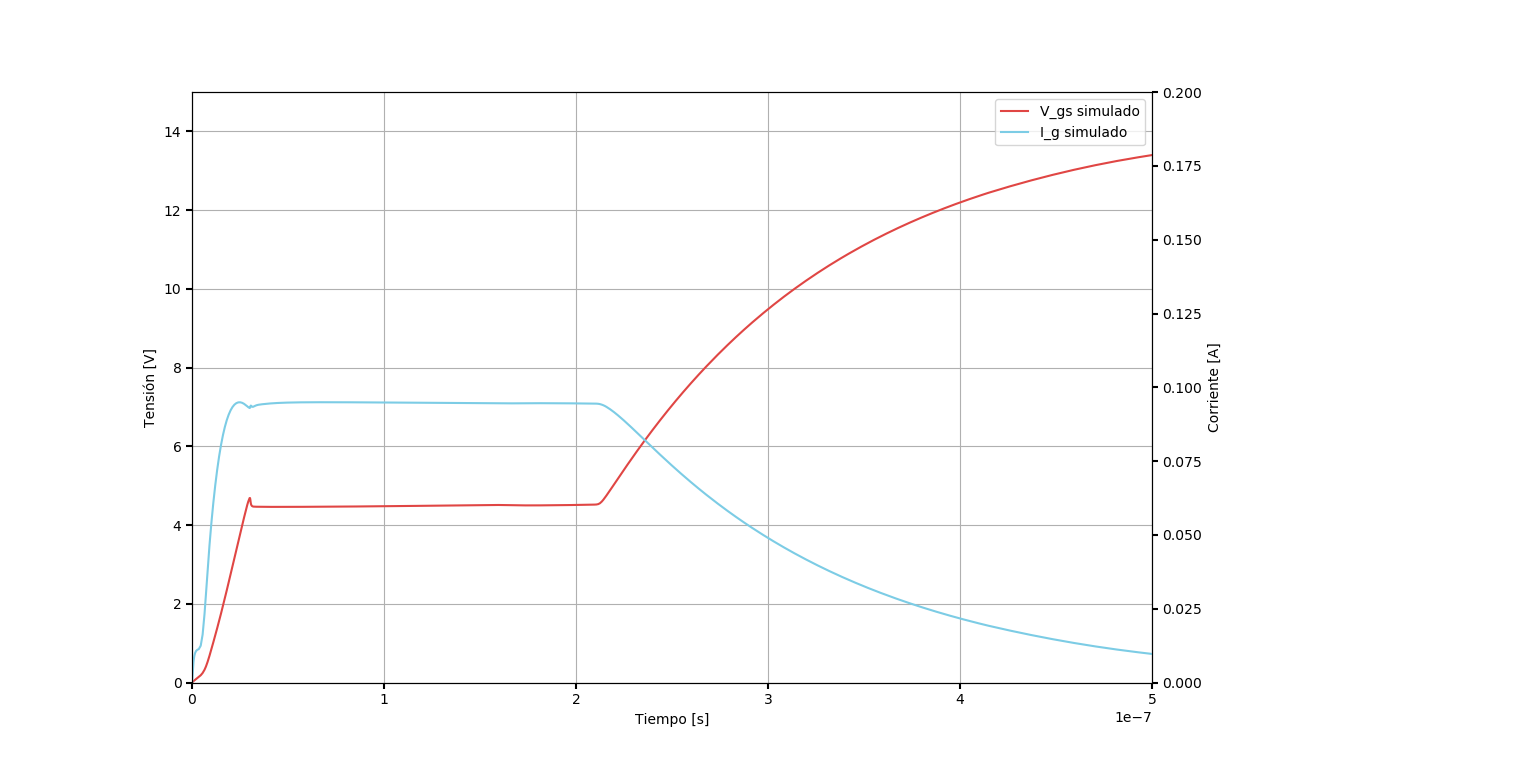 V_gs simulado
I_g simulado
14
12
10
8
6
4
2
0
Tensión [V]
0.200
0.175
0.150
0.125
0.100
0.075
0.050
0.025
0.000
Corriente [A]
0 1 2 3 4 5
1e−7
Tiempo [s]